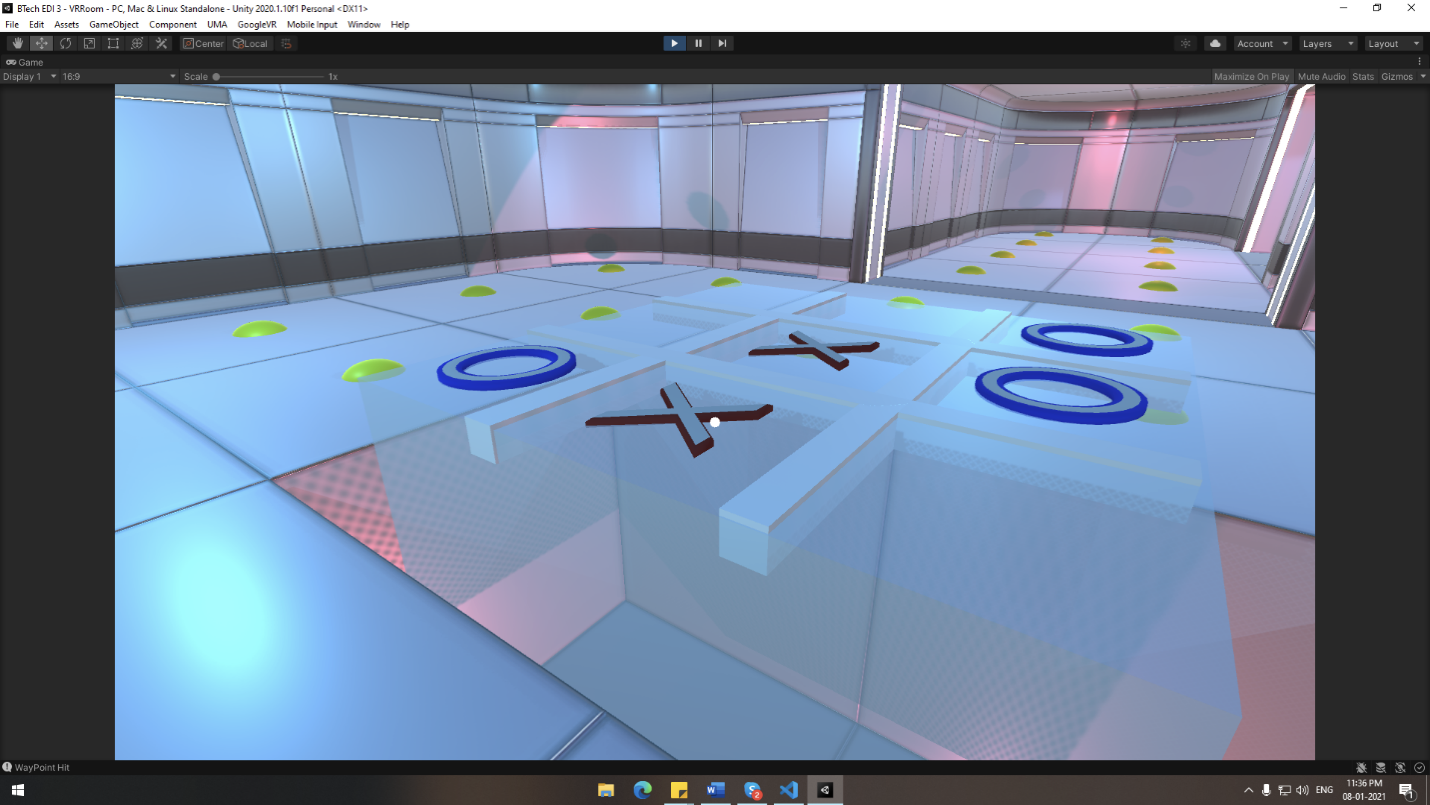 BTech EDI 3 - VRRoom - PC, Mac & Linux Standalone - Unity 2020.1.10f1 Personal <DX11>
File Edit Assets GameObject Component UMA GoogleVR Mobile Input Window Help
Center Local Account Layers Layout
Game
Display 1 16:9 Scale 1x Maximize On Play Mute Audio Stats Gizmos
WayPoint Hit
ENG
11:36 PM
08-01-2021
2
1